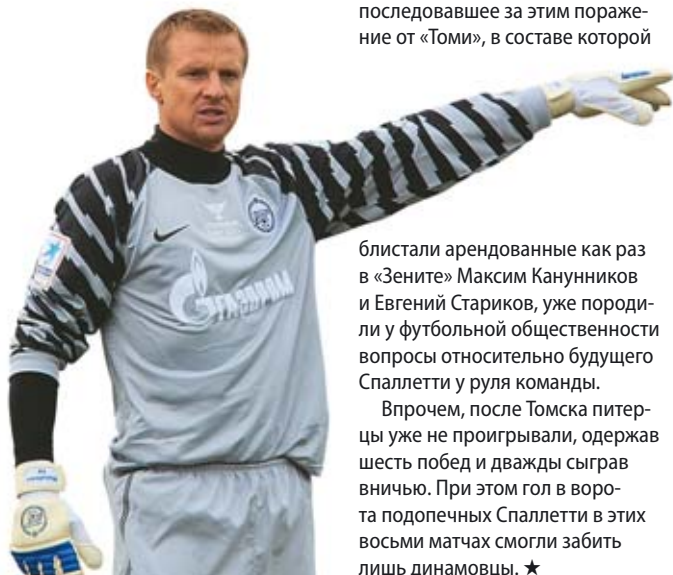 последовавшее за этим пораже-
ние от «Томи», в составе которой
блистали арендованные как раз
в «Зените» Максим Канунников
и Евгений Стариков, уже породи-
ли у футбольной общественности
вопросы относительно будущего
Спаллетти у руля команды.
Впрочем, после Томска питер-
цы уже не проигрывали, одержав
шесть побед и дважды сыграв
вничью. При этом гол в воро-
та подопечных Спаллетти в этих
восьми матчах смогли забить
лишь динамовцы. ★
ГАЗПРОМ